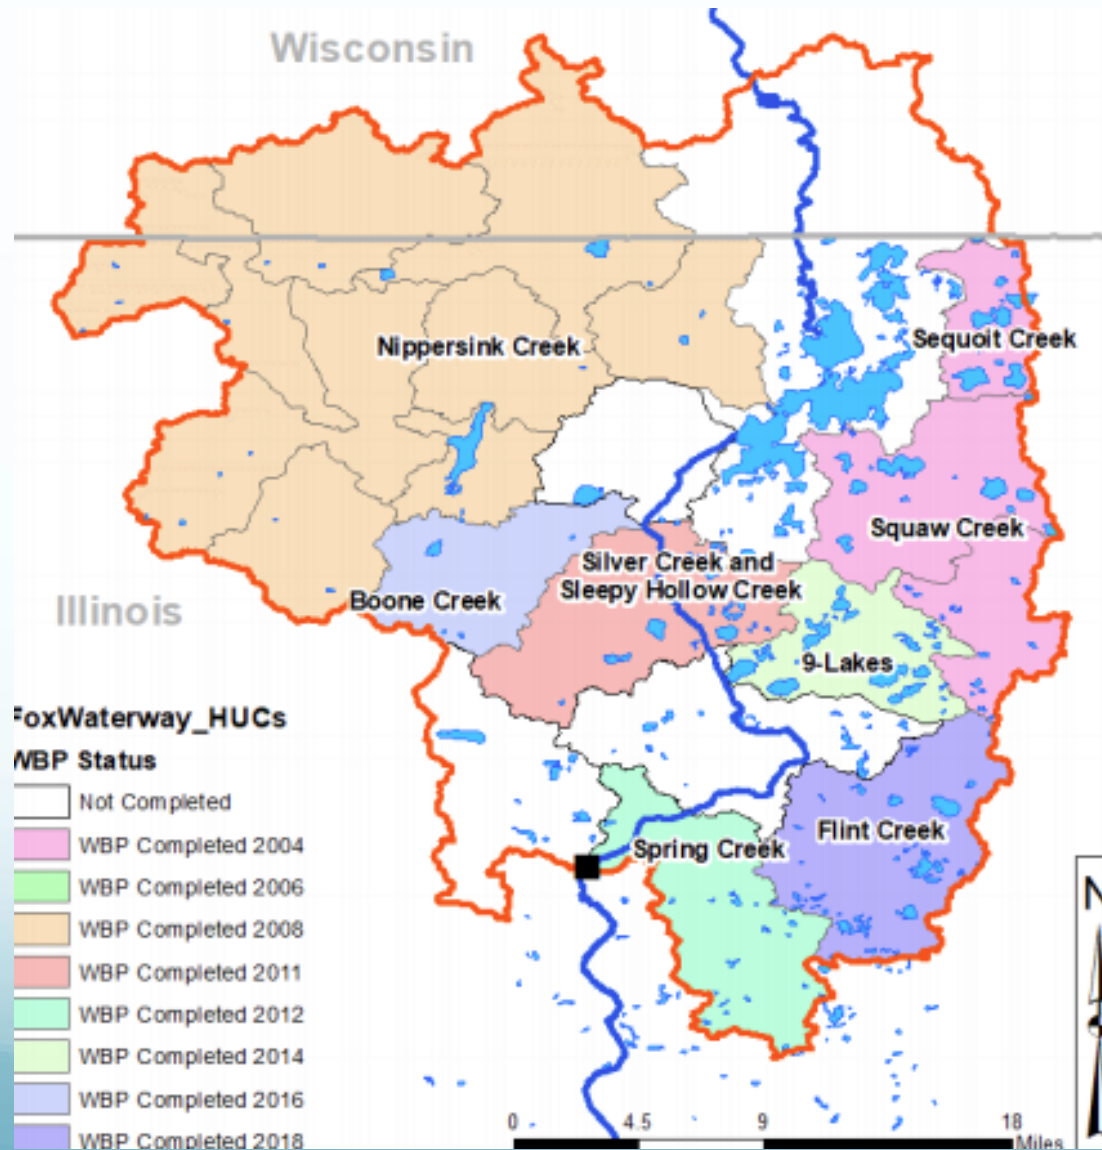 Wisconsin
Sequoit Creek
Nippersink Creek
Squaw Creek
Silver Creek and
Sleepy Hollow Creek
Boone Creek
Illinois
9-Lakes
FoxWaterway_HUCs
WBP Status
Not Completed
WBP Completed 2004
WBP Completed 2006
WBP Completed 2008
WBP Completed 2011
WBP Completed 2012
WBP Completed 2014
WBP Completed 2016
WBP Completed 2018
Flint Creek
Spring Creek
N
0 4.5 9 18
Miles